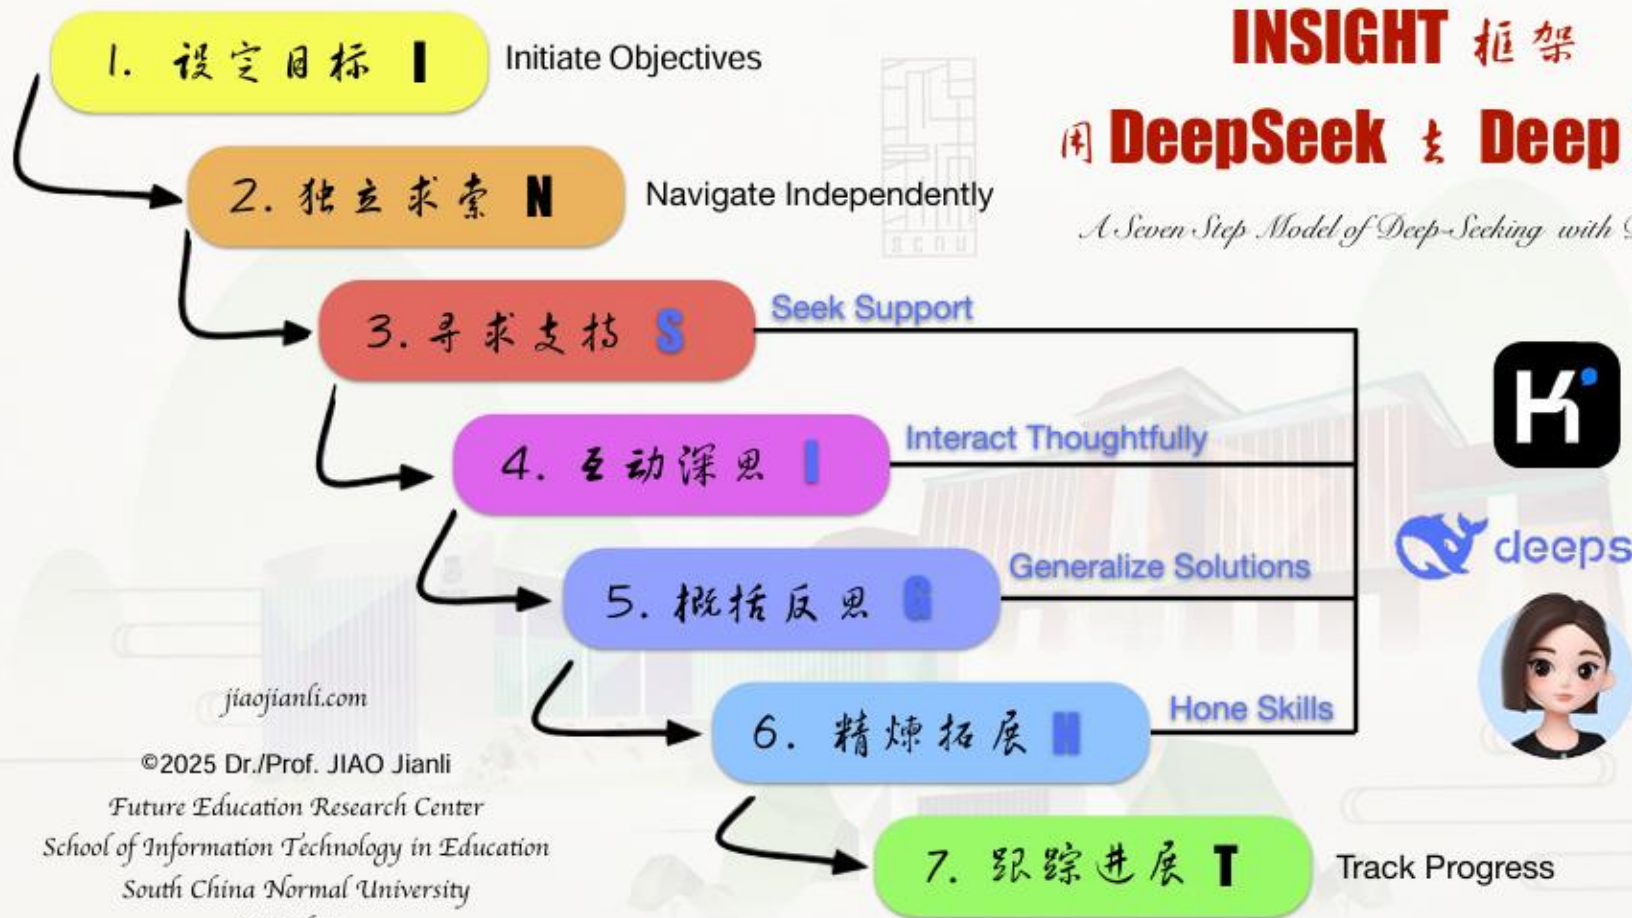 1. 设定目标 I Initiate Objectives
INSIGHT 框架
用 DeepSeek 去 Deep
2. 独立求索 N Navigate Independently
SCNU
A Seven Step Model of Deep-Seeking with
3. 寻求支持 S Seek Support
4. 互动深思 I Interact Thoughtfully
K
deeps
5. 概括反思 G Generalize Solutions
6. 精炼拓展 H Hone Skills
7. 跟踪进展 T Track Progress
jiaojianli.com
©2025 Dr./Prof. JIAO Jianli
Future Education Research Center
School of Information Technology in Education
South China Normal University